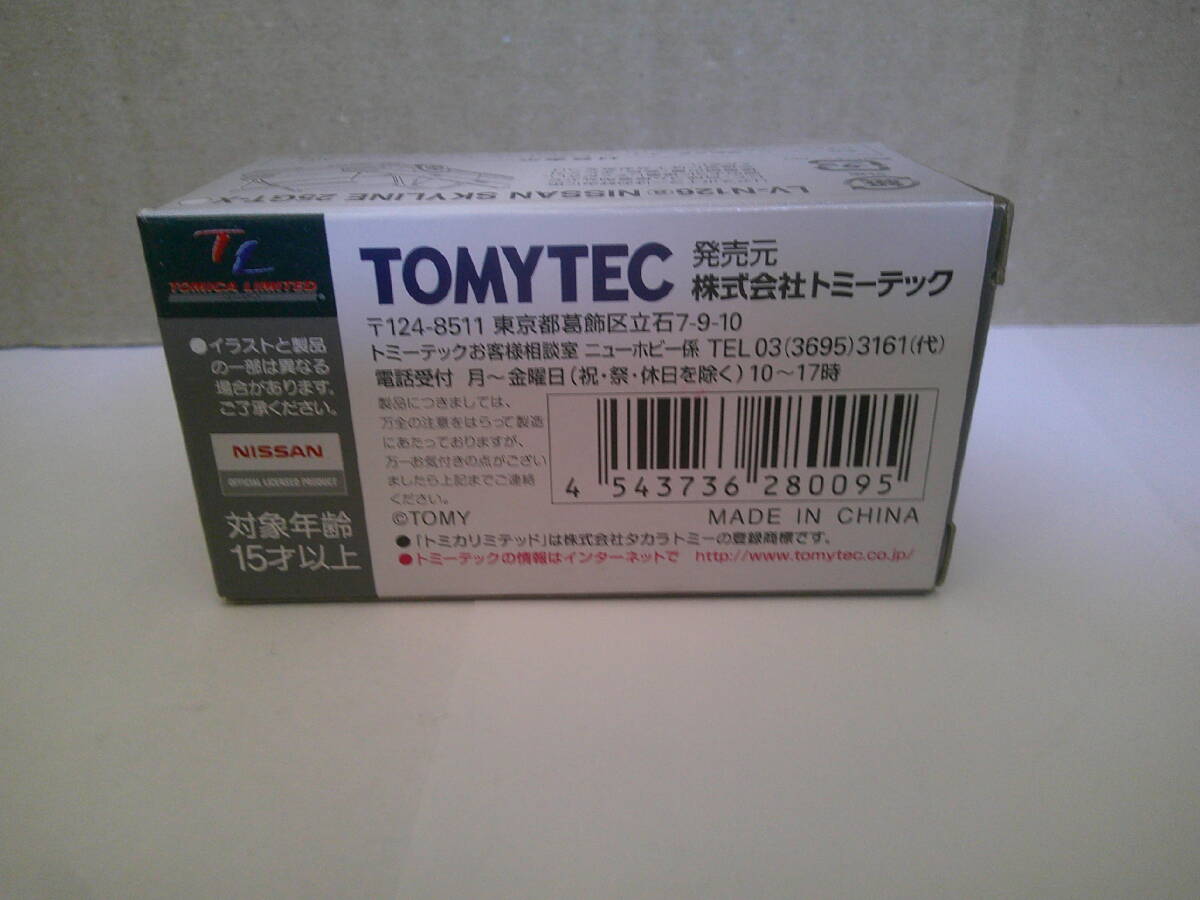 LV-N126(a) NISSAN SKYLINE 25GT-X
TL
TOMICA LIMITED
●イラストと製品
の一部は異なる
場合があります。
ご了承ください。
NISSAN
OFFICIAL LICENSED PRODUCT
対象年齢
15才以上
TOMYTEC
発売元
株式会社トミーテック
〒124-8511 東京都葛飾区立石7-9-10
トミーテックお客様相談室 ニューホビー係 TEL 03(3695)3161(代)
電話受付 月〜金曜日(祝・祭・休日を除く)10〜17時
製品につきましては、
万全の注意をはらって製造
にあたっておりますが、
万一お気付きの点がござい
ましたら上記までご連絡
ください。
4 543736 280095
©TOMY
MADE IN CHINA
●「トミカリミテッド」は株式会社タカラトミーの登録商標です。
●トミーテックの情報はインターネットで http://www.tomytec.co.jp/